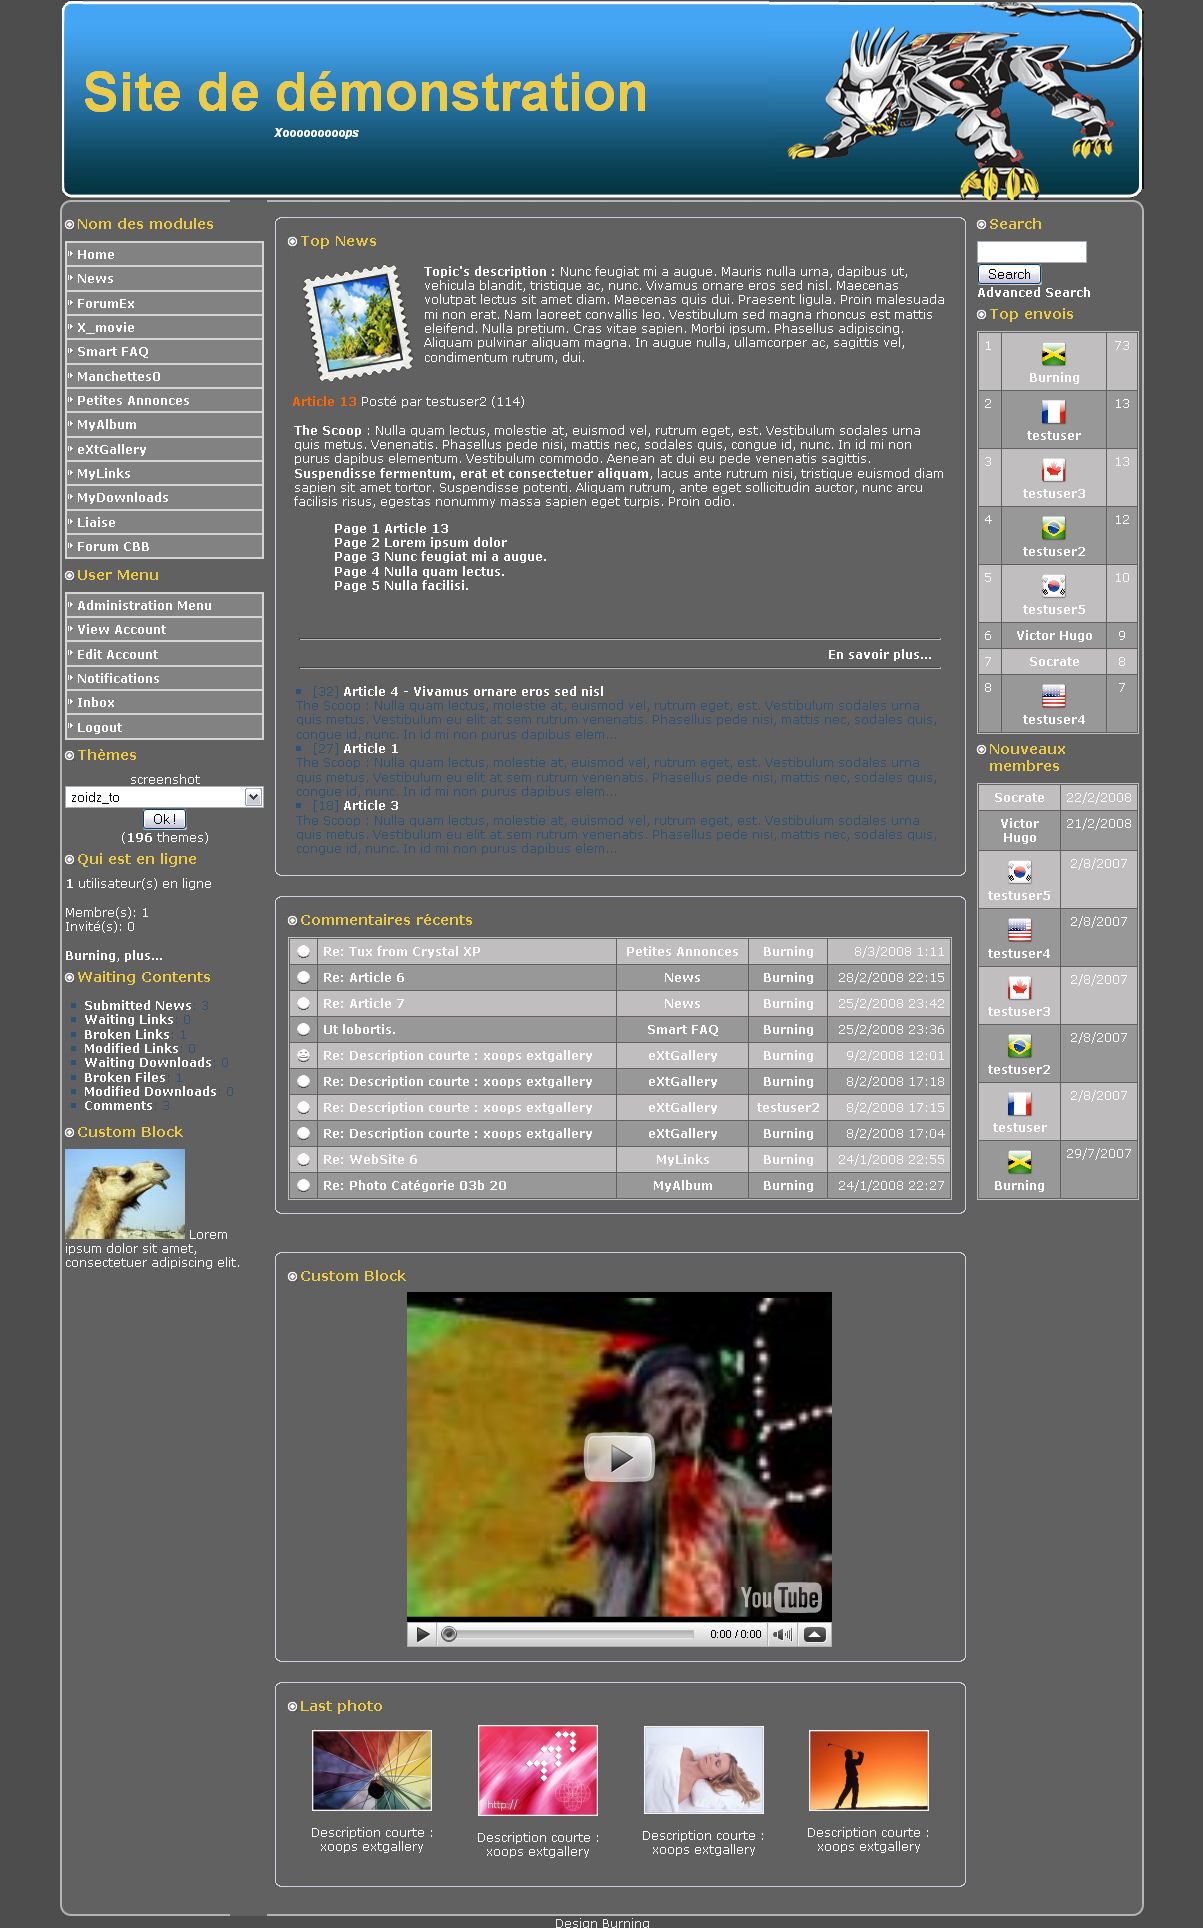 Site de démonstration
Xooooooooops
Nom des modules
Home
News
ForumEx
X_movie
Smart FAQ
Manchettes0
Petites Annonces
MyAlbum
eXtGallery
MyLinks
MyDownloads
Liaise
Forum CBB
User Menu
Administration Menu
View Account
Edit Account
Notifications
Inbox
Logout
Thèmes
screenshot
zoidz_to
Ok !
(196 themes)
Qui est en ligne
1 utilisateur(s) en ligne
Membre(s): 1
Invité(s): 0
Burning, plus...
Waiting Contents
Submitted News: 3
Waiting Links: 0
Broken Links: 1
Modified Links: 0
Waiting Downloads: 0
Broken Files: 1
Modified Downloads: 0
Comments: 3
Custom Block
Lorem
ipsum dolor sit amet,
consectetuer adipiscing elit.
Top News
Topic's description : Nunc feugiat mi a augue. Mauris nulla urna, dapibus ut,
vehicula blandit, tristique ac, nunc. Vivamus ornare eros sed nisl. Maecenas
volutpat lectus sit amet diam. Maecenas quis dui. Praesent ligula. Proin malesuada
mi non erat. Nam laoreet convallis leo. Vestibulum sed magna rhoncus est mattis
eleifend. Nulla pretium. Cras vitae sapien. Morbi ipsum. Phasellus adipiscing.
Aliquam pulvinar aliquam magna. In augue nulla, ullamcorper ac, sagittis vel,
condimentum rutrum, dui.
Article 13 Posté par testuser2 (114)
The Scoop : Nulla quam lectus, molestie at, euismod vel, rutrum eget, est. Vestibulum sodales urna
quis metus. Venenatis. Phasellus pede nisi, mattis nec, sodales quis, congue id, nunc. In id mi non
purus dapibus elementum. Vestibulum commodo. Aenean at dui eu pede venenatis sagittis.
Suspendisse fermentum, erat et consectetuer aliquam, lacus ante rutrum nisi, tristique euismod diam
sapien sit amet tortor. Suspendisse potenti. Aliquam rutrum, ante eget sollicitudin auctor, nunc arcu
facilisis risus, egestas nonummy massa sapien eget turpis. Proin odio.
Page 1 Article 13
Page 2 Lorem ipsum dolor
Page 3 Nunc feugiat mi a augue.
Page 4 Nulla quam lectus.
Page 5 Nulla facilisi.
En savoir plus...
[32] Article 4 - Vivamus ornare eros sed nisl
The Scoop : Nulla quam lectus, molestie at, euismod vel, rutrum eget, est. Vestibulum sodales urna
quis metus. Vestibulum eu elit at sem rutrum venenatis. Phasellus pede nisi, mattis nec, sodales quis,
congue id, nunc. In id mi non purus dapibus elem...
[27] Article 1
The Scoop : Nulla quam lectus, molestie at, euismod vel, rutrum eget, est. Vestibulum sodales urna
quis metus. Vestibulum eu elit at sem rutrum venenatis. Phasellus pede nisi, mattis nec, sodales quis,
congue id, nunc. In id mi non purus dapibus elem...
[18] Article 3
The Scoop : Nulla quam lectus, molestie at, euismod vel, rutrum eget, est. Vestibulum sodales urna
quis metus. Vestibulum eu elit at sem rutrum venenatis. Phasellus pede nisi, mattis nec, sodales quis,
congue id, nunc. In id mi non purus dapibus elem...
Commentaires récents
Re: Tux from Crystal XP Petites Annonces Burning 8/3/2008 1:11
Re: Article 6 News Burning 28/2/2008 22:15
Re: Article 7 News Burning 25/2/2008 23:42
Ut lobortis. Smart FAQ Burning 25/2/2008 23:36
Re: Description courte : xoops extgallery eXtGallery Burning 9/2/2008 12:01
Re: Description courte : xoops extgallery eXtGallery Burning 8/2/2008 17:18
Re: Description courte : xoops extgallery eXtGallery testuser2 8/2/2008 17:15
Re: Description courte : xoops extgallery eXtGallery Burning 8/2/2008 17:04
Re: WebSite 6 MyLinks Burning 24/1/2008 22:55
Re: Photo Catégorie 03b 20 MyAlbum Burning 24/1/2008 22:27
Custom Block
YouTube
0:00 / 0:00
Last photo
http://
Description courte :
xoops extgallery
Description courte :
xoops extgallery
Description courte :
xoops extgallery
Description courte :
xoops extgallery
Search
Search
Advanced Search
Top envois
1 Burning 73
2 testuser 13
3 testuser3 13
4 testuser2 12
5 testuser5 10
6 Victor Hugo 9
7 Socrate 8
8 testuser4 7
Nouveaux
membres
Socrate 22/2/2008
Victor
Hugo 21/2/2008
testuser5 2/8/2007
testuser4 2/8/2007
testuser3 2/8/2007
testuser2 2/8/2007
testuser 2/8/2007
Burning 29/7/2007
Design Burning